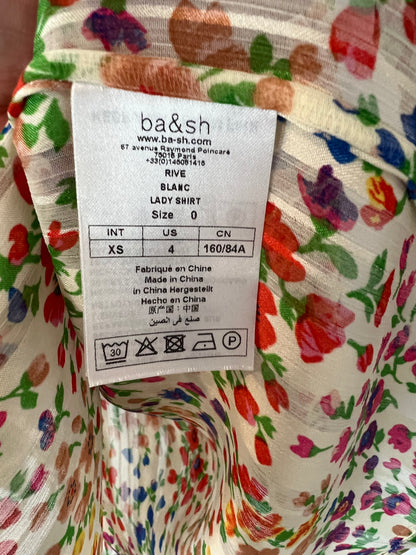 ba&sh
www.ba-sh.com
67 avenue Raymond Poincaré
75016 Paris
+33(0)146081416
RIVE
BLANC
LADY SHIRT
Size 0
INT US CN
XS 4 160/84A
Fabriqué en Chine
Made in China
in China Hergestellt
Hecho en China
原产国：中国
صنع في الصين
30 P